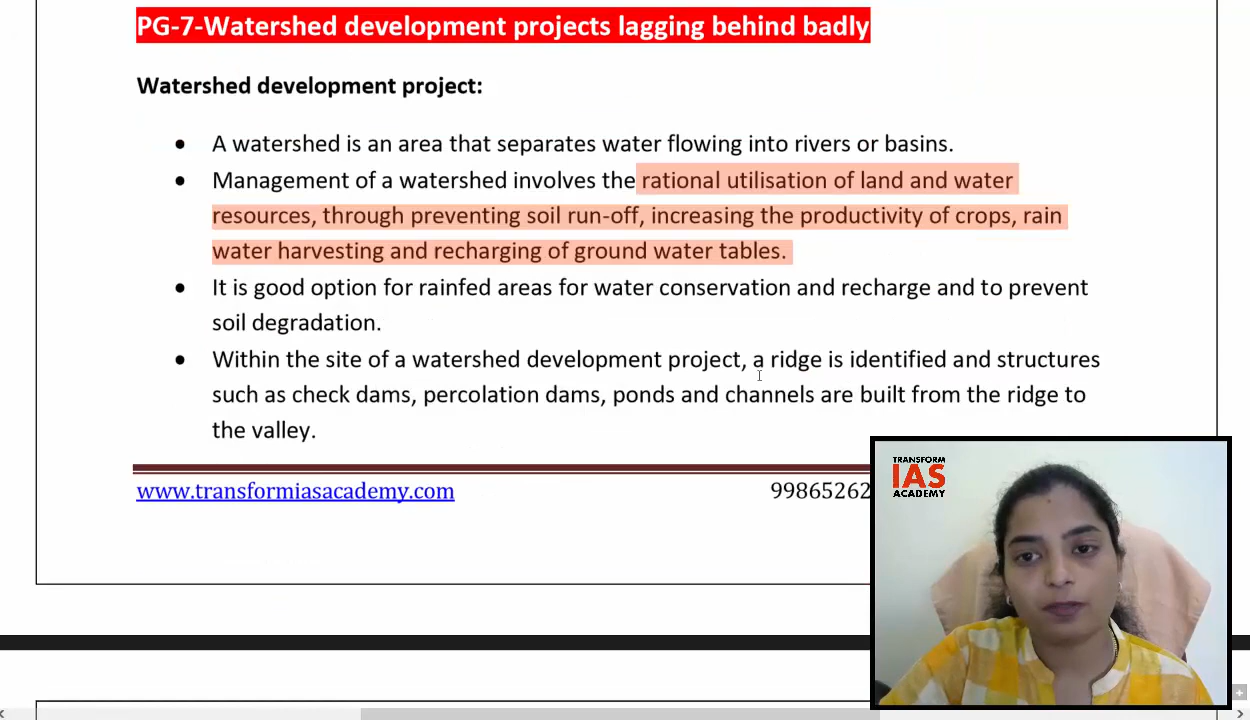 PG-7-Watershed development projects lagging behind badly
Watershed development project:
• A watershed is an area that separates water flowing into rivers or basins.
• Management of a watershed involves the rational utilisation of land and water
resources, through preventing soil run-off, increasing the productivity of crops, rain
water harvesting and recharging of ground water tables.
• It is good option for rainfed areas for water conservation and recharge and to prevent
soil degradation.
• Within the site of a watershed development project, a ridge is identified and structures
such as check dams, percolation dams, ponds and channels are built from the ridge to
the valley.
www.transformiasacademy.com 99865262
TRANSFORM
IAS
ACADEMY